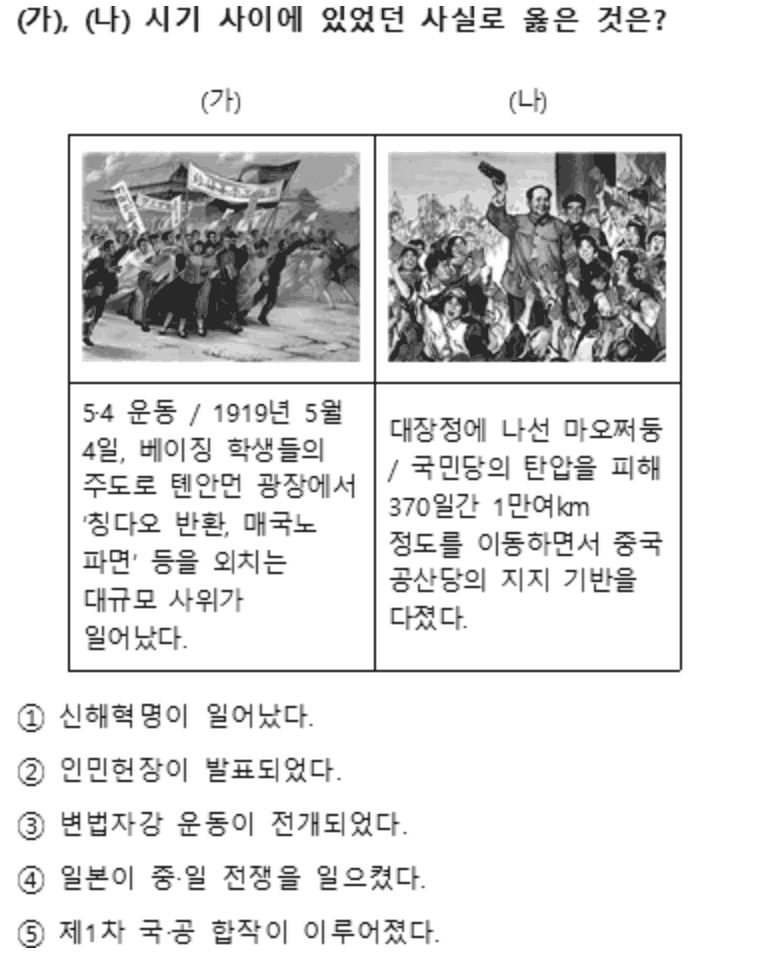 (가), (나) 시기 사이에 있었던 사실로 옳은 것은?
(가)
(나)
5·4 운동 / 1919년 5월
4일, 베이징 학생들의
주도로 톈안먼 광장에서
'칭다오 반환, 매국노
파면' 등을 외치는
대규모 시위가
일어났다.
대장정에 나선 마오쩌둥
/ 국민당의 탄압을 피해
370일간 1만여km
정도를 이동하면서 중국
공산당의 지지 기반을
다졌다.
① 신해혁명이 일어났다.
② 인민헌장이 발표되었다.
③ 변법자강 운동이 전개되었다.
④ 일본이 중·일 전쟁을 일으켰다.
⑤ 제1차 국·공 합작이 이루어졌다.